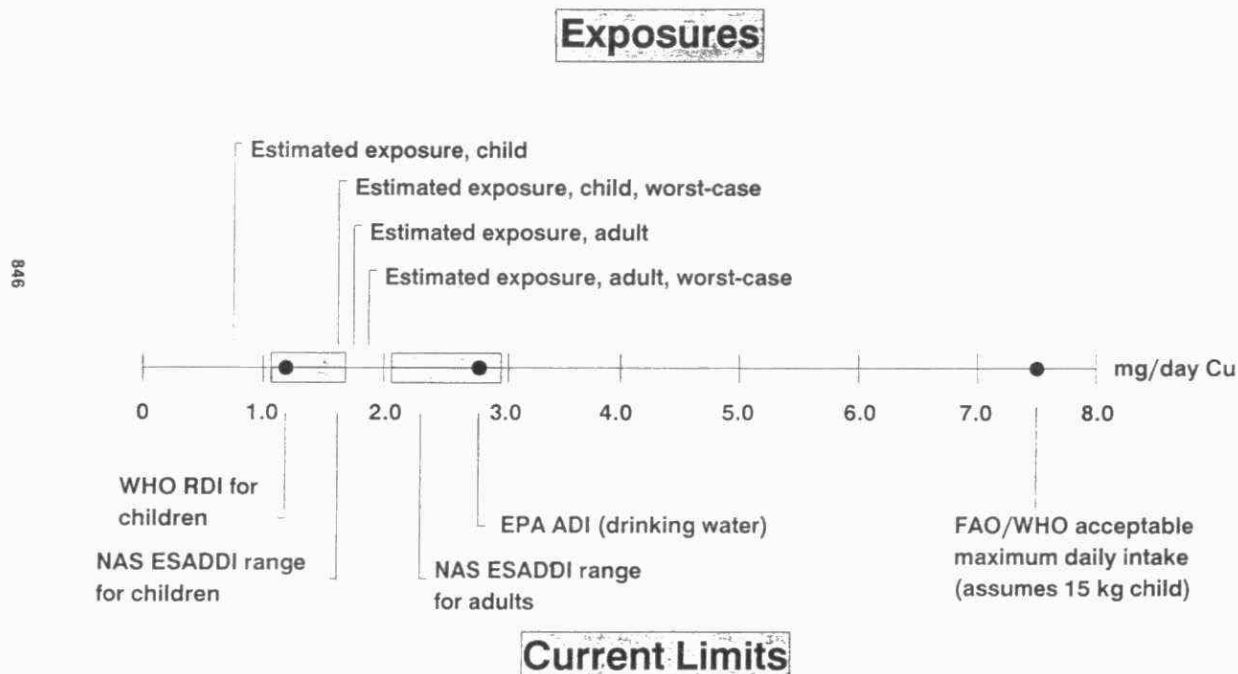 Exposures
Estimated exposure, child
Estimated exposure, child, worst-case
Estimated exposure, adult
846
Estimated exposure, adult, worst-case
mg/day Cu
0 1.0 2.0 3.0 4.0 5.0 6.0 7.0 8.0
WHO RDI for
children
NAS ESADDI range
for children
EPA ADI (drinking water)
NAS ESADDI range
for adults
FAO/WHO acceptable
maximum daily intake
(assumes 15 kg child)
Current Limits